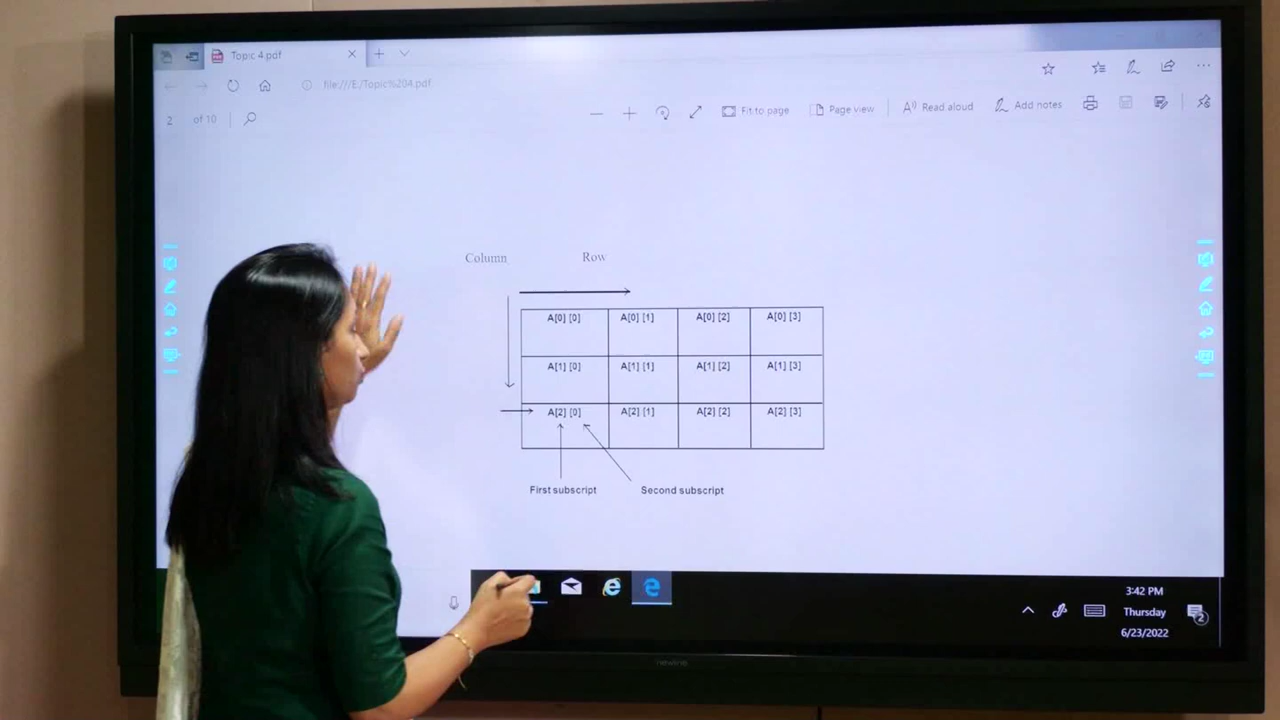 Topic 4.pdf
file:///E:/Topic%204.pdf
2 of 10
Fit to page Page view Read aloud Add notes
Column Row
A[0] [0] A[0] [1] A[0] [2] A[0] [3]
A[1] [0] A[1] [1] A[1] [2] A[1] [3]
A[2] [0] A[2] [1] A[2] [2] A[2] [3]
First subscript Second subscript
3:42 PM
Thursday
6/23/2022
2